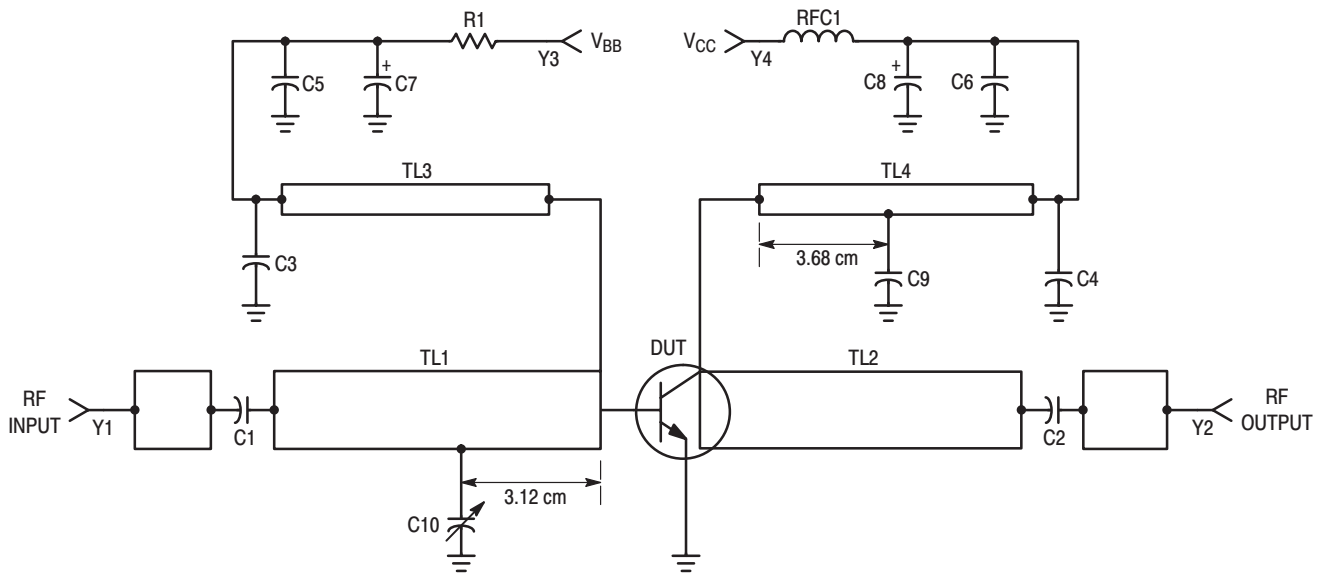 R1
RFC1
Y3
V_BB
V_CC
Y4
C5
+
C7
+
C8
C6
TL3
TL4
C3
3.68 cm
C9
C4
RF
INPUT
Y1
C1
TL1
DUT
TL2
C2
Y2
RF
OUTPUT
3.12 cm
C10